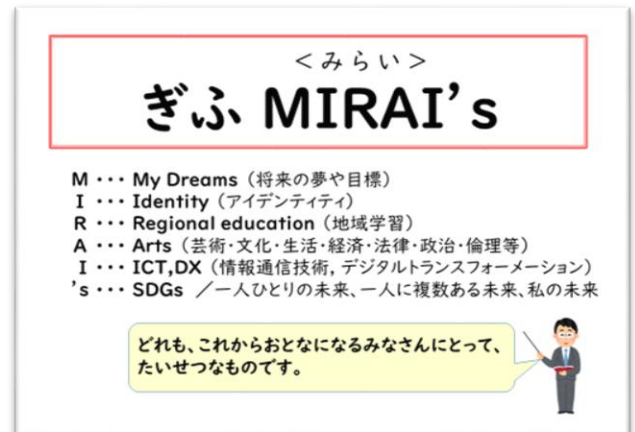 ＜みらい＞
ぎふ MIRAI’s
M ・・・ My Dreams（将来の夢や目標）
I ・・・ Identity（アイデンティティ）
R ・・・ Regional education（地域学習）
A ・・・ Arts（芸術・文化・生活・経済・法律・政治・倫理等）
I ・・・ ICT,DX（情報通信技術，デジタルトランスフォーメーション）
’s ・・・ SDGs ／一人ひとりの未来、一人に複数ある未来、私の未来
どれも、これからおとなになるみなさんにとって、
たいせつなものです。